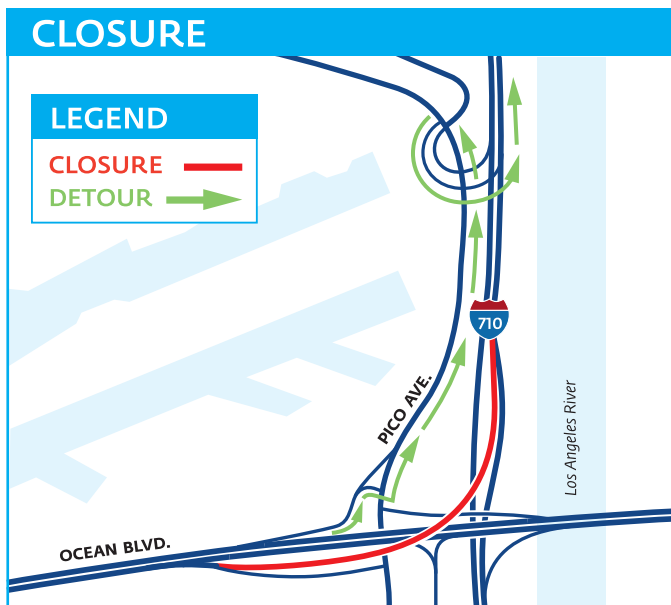 CLOSURE
LEGEND
CLOSURE
DETOUR
710
PICO AVE.
Los Angeles River
OCEAN BLVD.